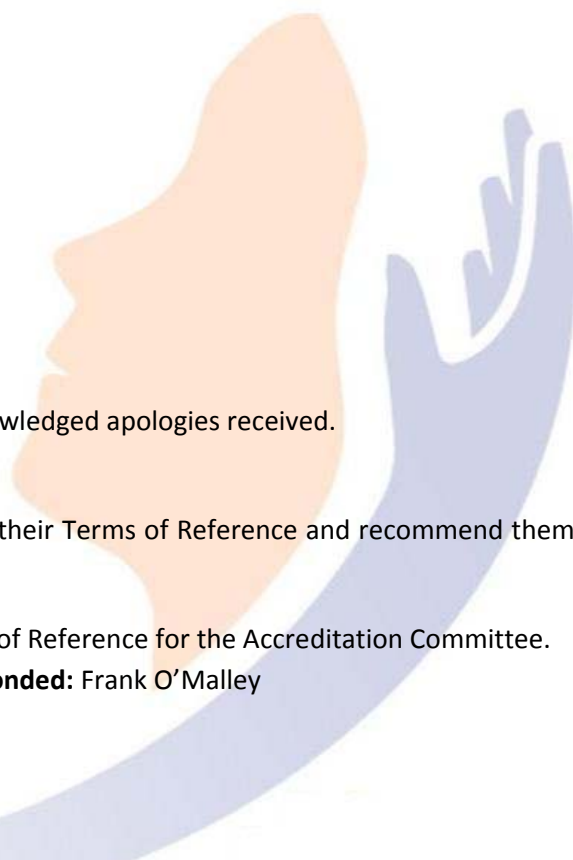 wledged apologies received.
their Terms of Reference and recommend them
of Reference for the Accreditation Committee.
onded: Frank O’Malley